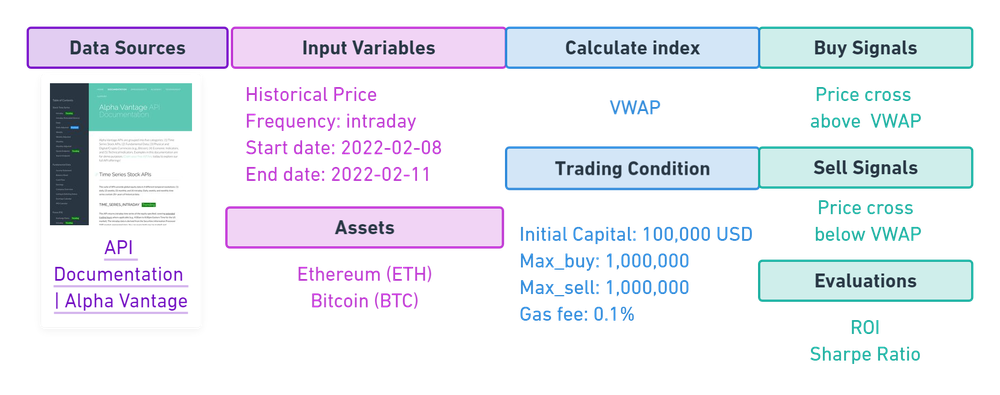 Data Sources
Alpha Vantage API
Documentation
Time Series Stock APIs
TIME_SERIES_INTRADAY
API
Documentation
| Alpha Vantage
Input Variables
Historical Price
Frequency: intraday
Start date: 2022-02-08
End date: 2022-02-11
Assets
Ethereum (ETH)
Bitcoin (BTC)
Calculate index
VWAP
Trading Condition
Initial Capital: 100,000 USD
Max_buy: 1,000,000
Max_sell: 1,000,000
Gas fee: 0.1%
Buy Signals
Price cross
above VWAP
Sell Signals
Price cross
below VWAP
Evaluations
ROI
Sharpe Ratio